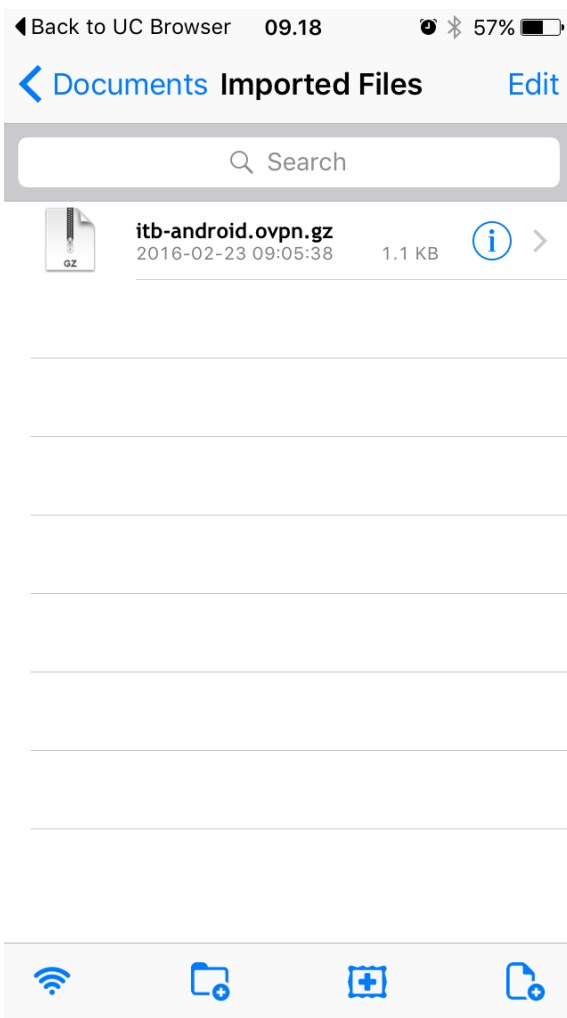 Back to UC Browser 09.18 57%
Documents Imported Files Edit
Search
GZ
itb-android.ovpn.gz
2016-02-23 09:05:38 1.1 KB
i